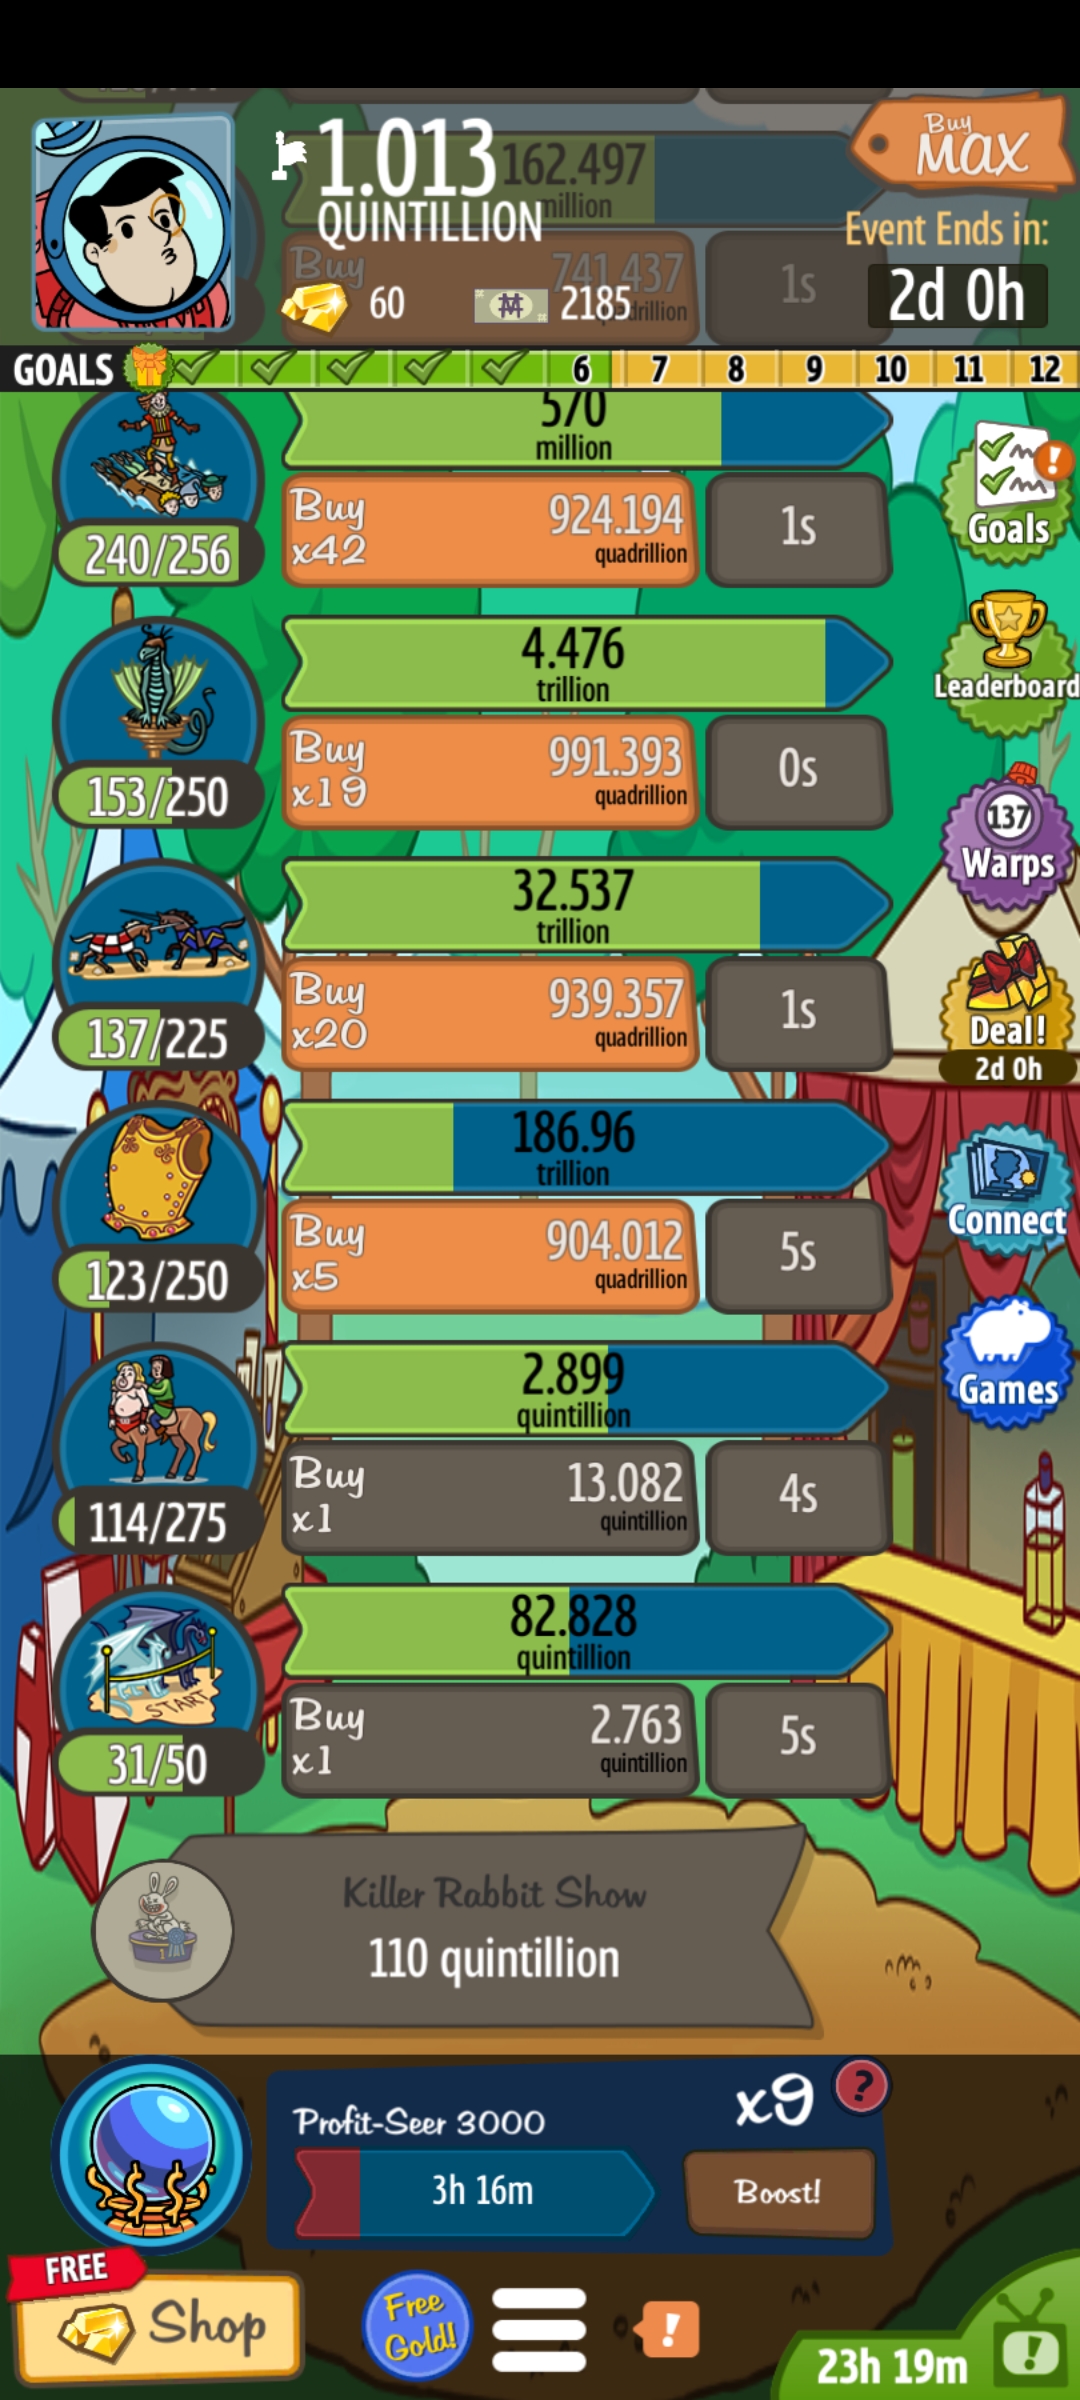 1.013
QUINTILLION
162.497
million
Buy
MAX
Event Ends in:
2d 0h
Buy
741.437
1s
60
2185
GOALS 6 7 8 9 10 11 12
570
million
240/256
Buy
x42
924.194
quadrillion
1s
Goals
4.476
trillion
153/250
Buy
x19
991.393
quadrillion
0s
Leaderboard
32.537
trillion
137/225
Buy
x20
939.357
quadrillion
1s
137
Warps
Deal!
2d 0h
186.96
trillion
123/250
Buy
x5
904.012
quadrillion
5s
Connect
2.899
quintillion
114/275
Buy
x1
13.082
quintillion
4s
Games
82.828
quintillion
START
31/50
Buy
x1
2.763
quintillion
5s
Killer Rabbit Show
110 quintillion
1
Profit-Seer 3000
x9
?
3h 16m
Boost!
FREE
Shop
Free
Gold!
!
23h 19m
!